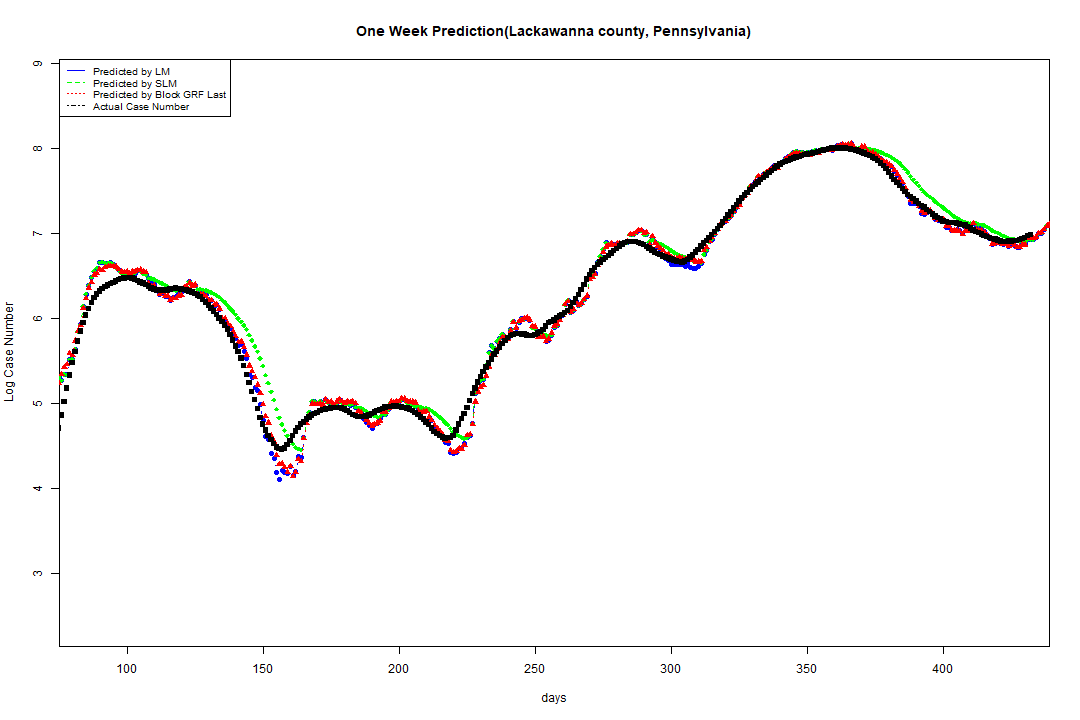 One Week Prediction(Lackawanna county, Pennsylvania)
Predicted by LM
Predicted by SLM
Predicted by Block GRF Last
Actual Case Number
9
8
7
6
5
4
3
Log Case Number
100 150 200 250 300 350 400
days